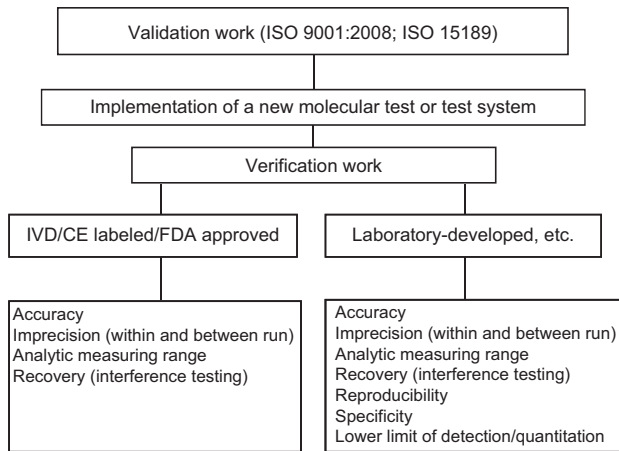 Validation work (ISO 9001:2008; ISO 15189)
Implementation of a new molecular test or test system
Verification work
IVD/CE labeled/FDA approved
Laboratory-developed, etc.
Accuracy
Imprecision (within and between run)
Analytic measuring range
Recovery (interference testing)
Accuracy
Imprecision (within and between run)
Analytic measuring range
Recovery (interference testing)
Reproducibility
Specificity
Lower limit of detection/quantitation